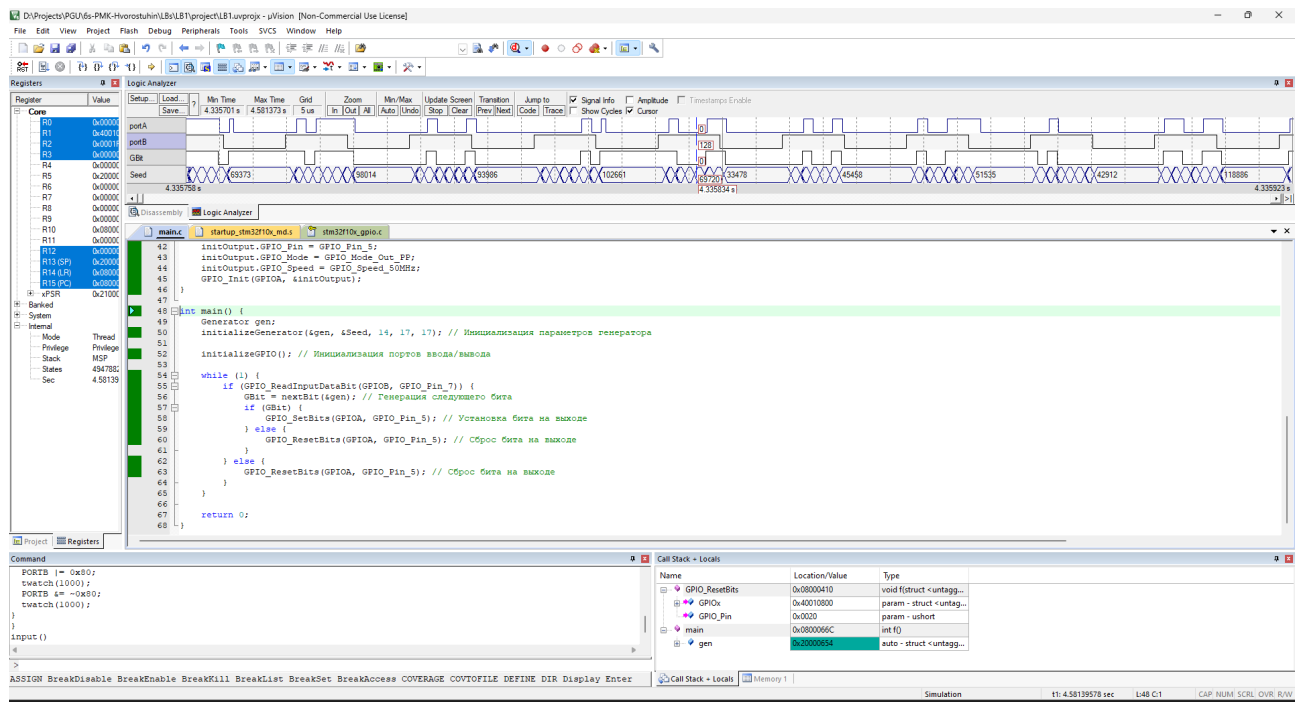 D:\Projects\PGU\6s-PMK-Hvorostuhin\LBs\LB1\project\LB1.uvprojx - µVision [Non-Commercial Use License]
File Edit View Project Flash Debug Peripherals Tools SVCS Window Help
Registers
Register Value
Core
R0 0x00000
R1 0x40010
R2 0x0001F
R3 0x00000
R4 0x00000
R5 0x20000
R6 0x00000
R7 0x00000
R8 0x00000
R9 0x00000
R10 0x08000
R11 0x00000
R12 0x00000
R13 (SP) 0x20000
R14 (LR) 0x08000
R15 (PC) 0x08000
xPSR 0x21000
Banked
System
Internal
Mode Thread
Privilege Privilege
Stack MSP
States 4947882
Sec 4.58139
Project Registers
Logic Analyzer
Setup... Load... Save... ?
Min Time Max Time Grid Zoom Min/Max Update Screen Transition Jump to Signal Info Amplitude Timestamps Enable
4.335701 s 4.581373 s 5 us In Out All Auto Undo Stop Clear Prev Next Code Trace Show Cycles Cursor
portA 0
portB 128
GBit 0
Seed 69373 98014 93986 102661 69720 33478 45458 51535 42912 118886
4.335758 s 4.335834 s 4.335923 s
Disassembly Logic Analyzer
main.c startup_stm32f10x_md.s stm32f10x_gpio.c
42 initOutput.GPIO_Pin = GPIO_Pin_5;
43 initOutput.GPIO_Mode = GPIO_Mode_Out_PP;
44 initOutput.GPIO_Speed = GPIO_Speed_50MHz;
45 GPIO_Init(GPIOA, &initOutput);
46 }
47
48 int main() {
49 Generator gen;
50 initializeGenerator(&gen, &Seed, 14, 17, 17); // Инициализация параметров генератора
51
52 initializeGPIO(); // Инициализация портов ввода/вывода
53
54 while (1) {
55 if (GPIO_ReadInputDataBit(GPIOB, GPIO_Pin_7)) {
56 GBit = nextBit(&gen); // Генерация следующего бита
57 if (GBit) {
58 GPIO_SetBits(GPIOA, GPIO_Pin_5); // Установка бита на выходе
59 } else {
60 GPIO_ResetBits(GPIOA, GPIO_Pin_5); // Сброс бита на выходе
61 }
62 } else {
63 GPIO_ResetBits(GPIOA, GPIO_Pin_5); // Сброс бита на выходе
64 }
65 }
66
67 return 0;
68 }
Command
PORTB |= 0x80;
twatch(1000);
PORTB &= ~0x80;
twatch(1000);
}
}
input()
>
ASSIGN BreakDisable BreakEnable BreakKill BreakList BreakSet BreakAccess COVERAGE COVTOFILE DEFINE DIR Display Enter
Call Stack + Locals
Name Location/Value Type
GPIO_ResetBits 0x08000410 void f(struct <untagg...
GPIOx 0x40010800 param - struct <untag...
GPIO_Pin 0x0020 param - ushort
main 0x0800066C int f()
gen 0x20000654 auto - struct <untagg...
Call Stack + Locals Memory 1
Simulation t1: 4.58139578 sec L:48 C:1 CAP NUM SCRL OVR R/W